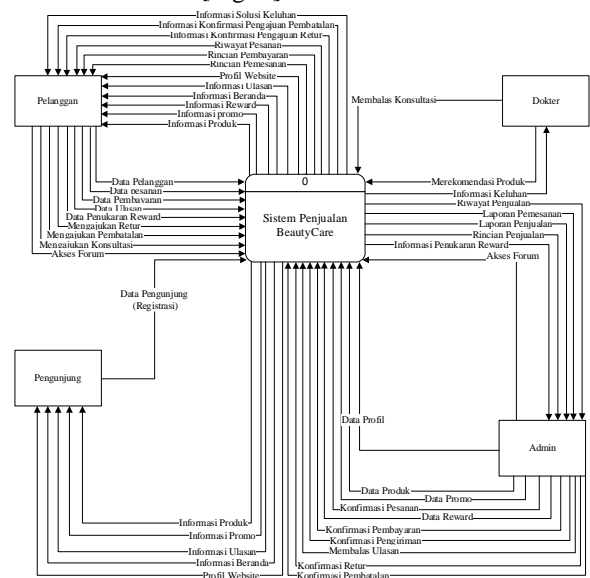 Informasi Solusi Keluhan
Informasi Konfirmasi Pengajuan Pembatalan
Informasi Konfirmasi Pengajuan Retur
Riwayat Pesanan
Rincian Pembayaran
Rincian Pemesanan
Profil Website
Informasi Ulasan
Informasi Beranda
Informasi Reward
Informasi promo
Informasi Produk
Pelanggan
Membalas Konsultasi
Dokter
Data Pelanggan
Data pesanan
Data Pembayaran
Data Ulasan
Data Penukaran Reward
Mengajukan Retur
Mengajukan Pembatalan
Mengajukan Konsultasi
Akses Forum
0
Sistem Penjualan
BeautyCare
Merekomendasi Produk
Informasi Keluhan
Riwayat Penjualan
Laporan Pemesanan
Laporan Penjualan
Rincian Penjualan
Informasi Penukaran Reward
Akses Forum
Data Pengunjung
(Registrasi)
Pengunjung
Data Profil
Admin
Data Produk
Data Promo
Konfirmasi Pesanan
Data Reward
Konfirmasi Pembayaran
Konfirmasi Pengiriman
Membalas Ulasan
Konfirmasi Retur
Konfirmasi Pembatalan
Informasi Produk
Informasi Promo
Informasi Ulasan
Informasi Beranda
Profil Website